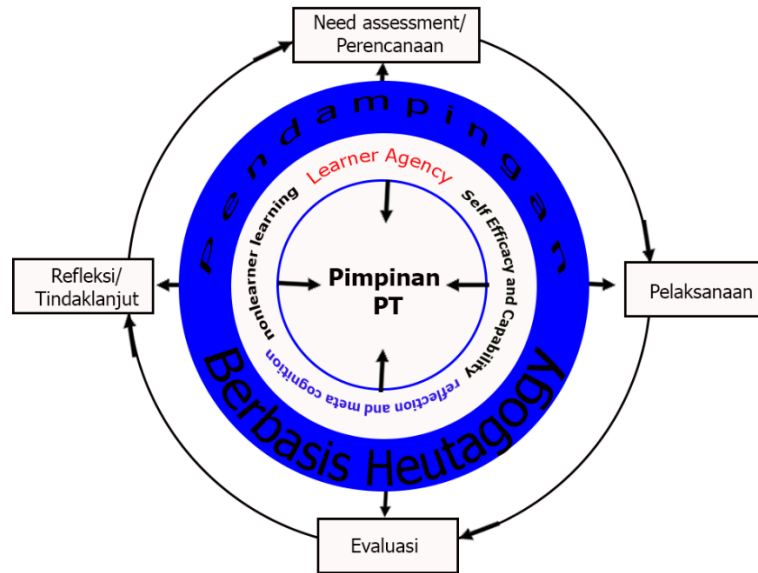 Need assessment/
Perencanaan
Pendampingan
Learner Agency
Self Efficacy and Capability
nonlearner learning
Pimpinan
PT
Refleksi/
Tindaklanjut
Pelaksanaan
reflection and meta cognition
Berbasis Heutagogy
Evaluasi